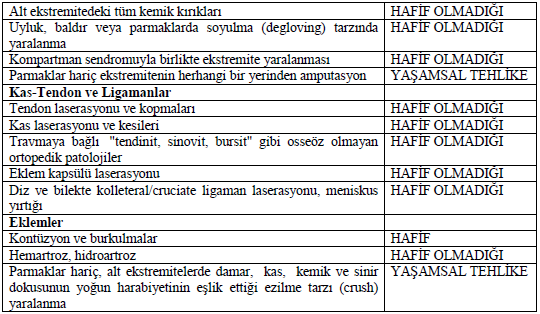 Alt ekstremitedeki tüm kemik kırıkları HAFİF OLMADIĞI
Uyluk, baldır veya parmaklarda soyulma (degloving) tarzında HAFİF OLMADIĞI
yaralanma
Kompartman sendromuyla birlikte ekstremite yaralanması HAFİF OLMADIĞI
Parmaklar hariç ekstremitenin herhangi bir yerinden amputasyon YAŞAMSAL TEHLİKE
Kas-Tendon ve Ligamanlar
Tendon laserasyonu ve kopmaları HAFİF OLMADIĞI
Kas laserasyonu ve kesileri HAFİF OLMADIĞI
Travmaya bağlı "tendinit, sinovit, bursit" gibi osseöz olmayan HAFİF OLMADIĞI
ortopedik patolojiler
Eklem kapsülü laserasyonu HAFİF OLMADIĞI
Diz ve bilekte kolleteral/cruciate ligaman laserasyonu, meniskus HAFİF OLMADIĞI
yırtığı
Eklemler
Kontüzyon ve burkulmalar HAFİF
Hemartroz, hidroartroz HAFİF OLMADIĞI
Parmaklar hariç, alt ekstremitelerde damar, kas, kemik ve sinir YAŞAMSAL TEHLİKE
dokusunun yoğun harabiyetinin eşlik ettiği ezilme tarzı (crush)
yaralanma